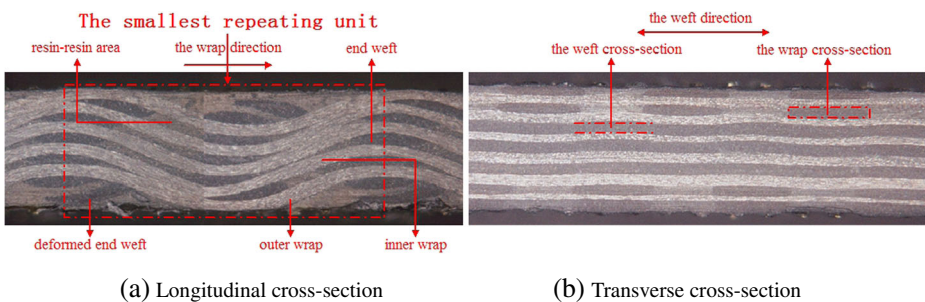 The smallest repeating unit
resin-resin area
the wrap direction
end weft
deformed end weft
outer wrap
inner wrap
(a) Longitudinal cross-section
the weft direction
the weft cross-section
the wrap cross-section
(b) Transverse cross-section